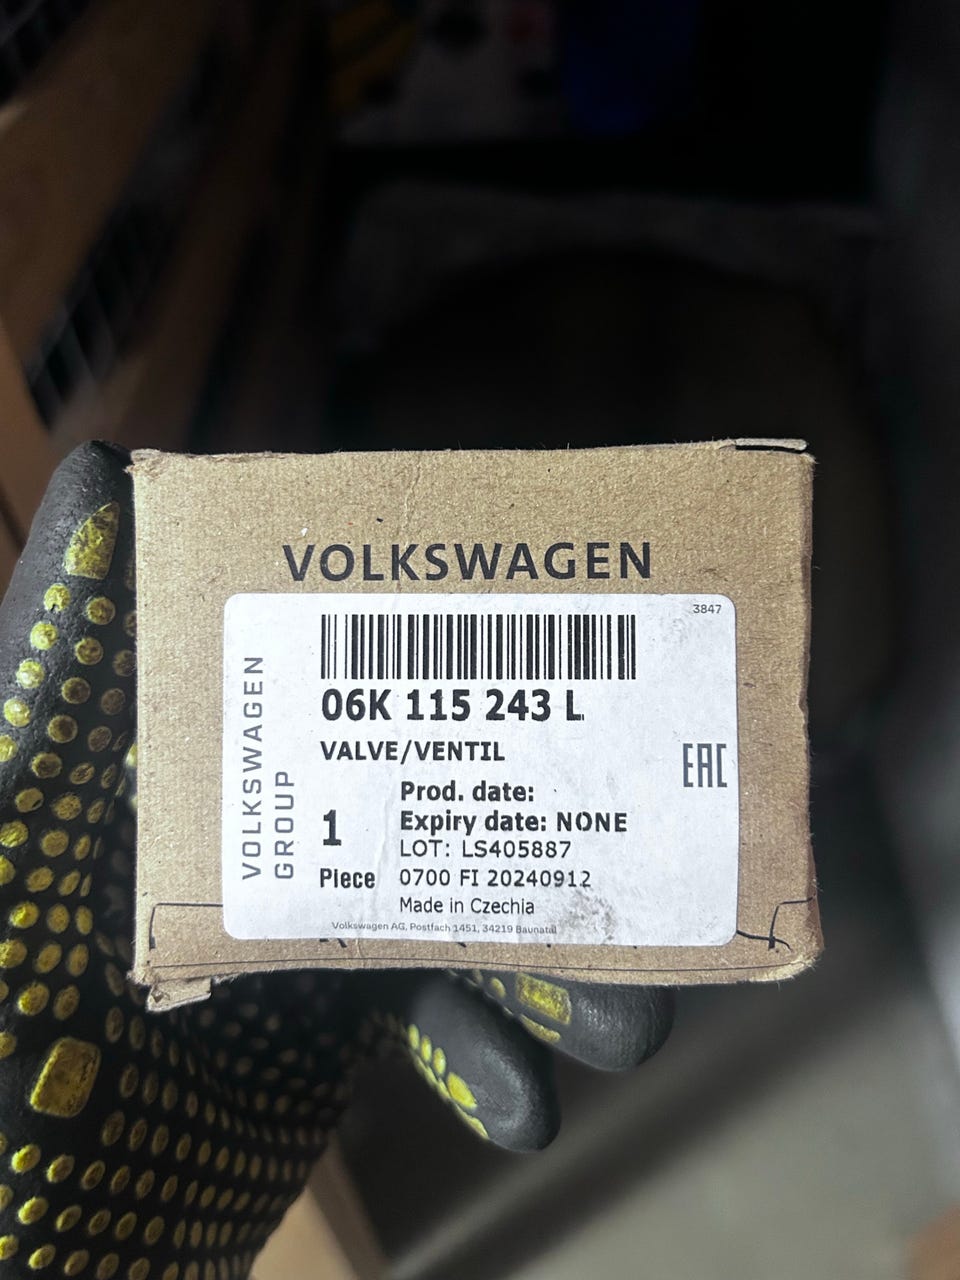 VOLKSWAGEN
3847
06K 115 243 L
VALVE/VENTIL
VOLKSWAGEN
GROUP
EAC
1
Piece
Prod. date:
Expiry date: NONE
LOT: LS405887
0700 FI 20240912
Made in Czechia
Volkswagen AG, Postfach 1451, 34219 Baunatal